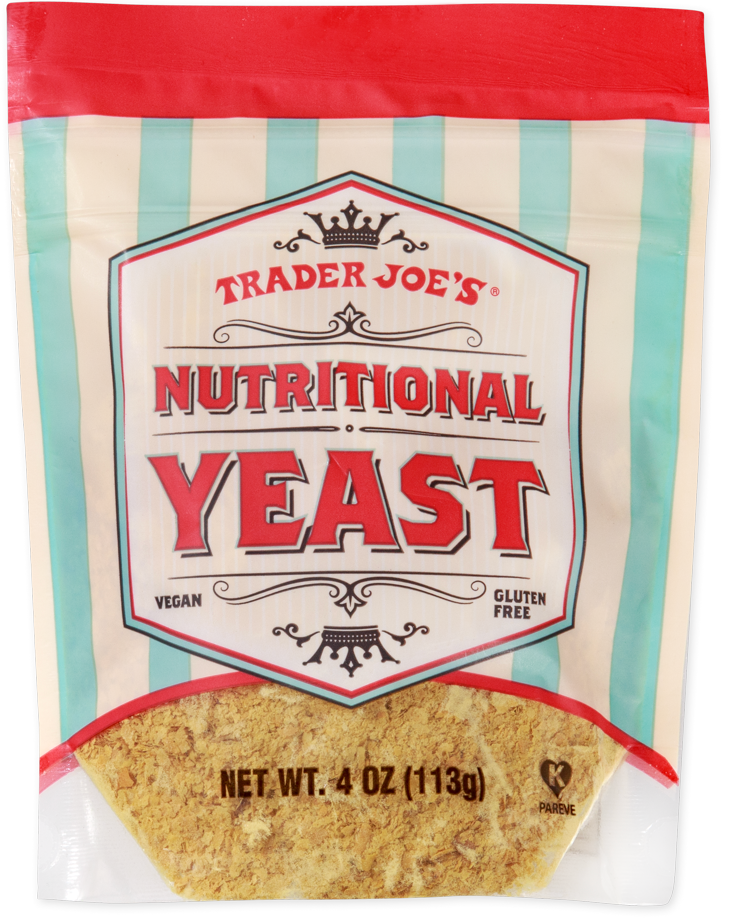 TRADER JOE'S®
NUTRITIONAL
YEAST
VEGAN
GLUTEN
FREE
NET WT. 4 OZ (113g)
K
PAREVE